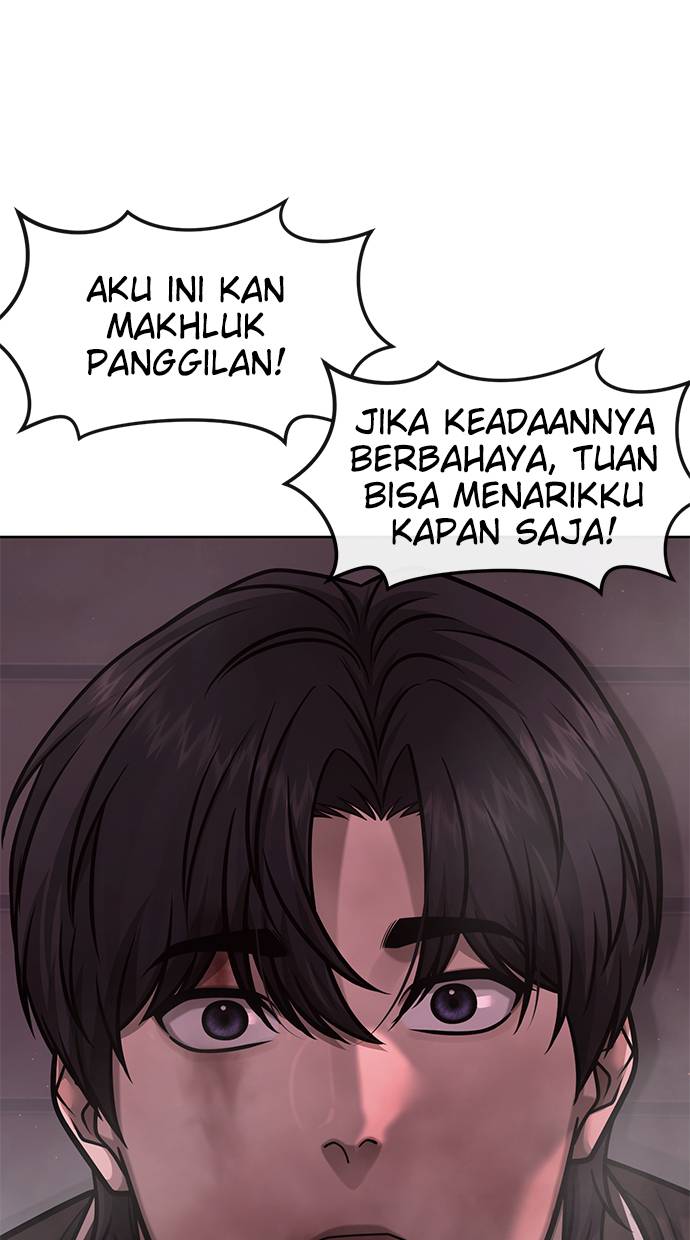 AKU INI KAN
MAKHLUK
PANGGILAN!
JIKA KEADAANNYA
BERBAHAYA, TUAN
BISA MENARIKKU
KAPAN SAJA!